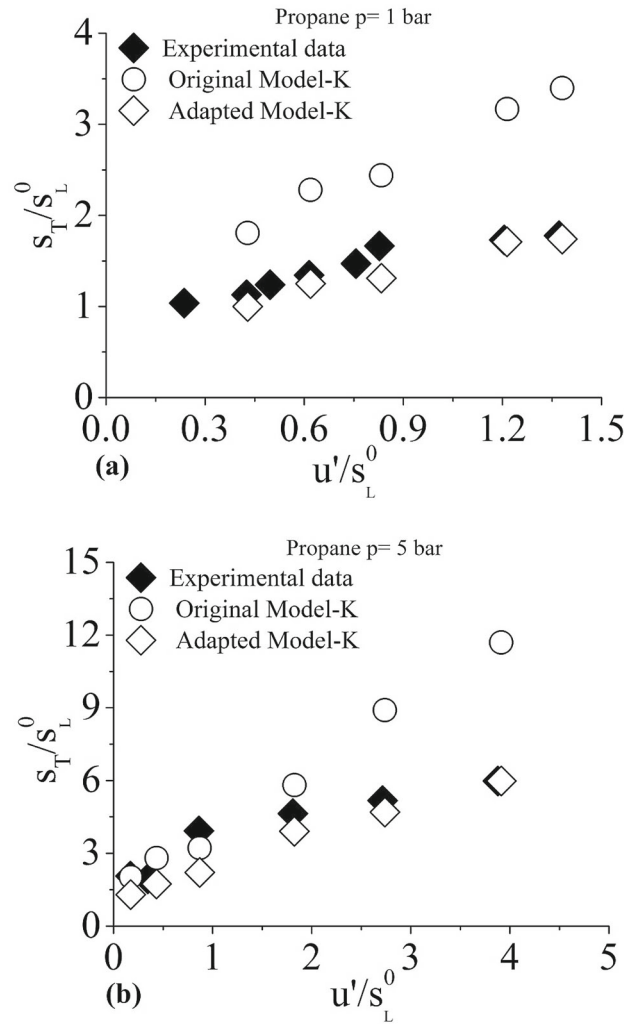 Propane p= 1 bar
Experimental data
Original Model-K
Adapted Model-K
4
3
2
1
0
s_T/s_L^0
0.0 0.3 0.6 0.9 1.2 1.5
(a)
u'/s_L^0
Propane p= 5 bar
Experimental data
Original Model-K
Adapted Model-K
15
12
9
6
3
0
s_T/s_L^0
0 1 2 3 4 5
(b)
u'/s_L^0